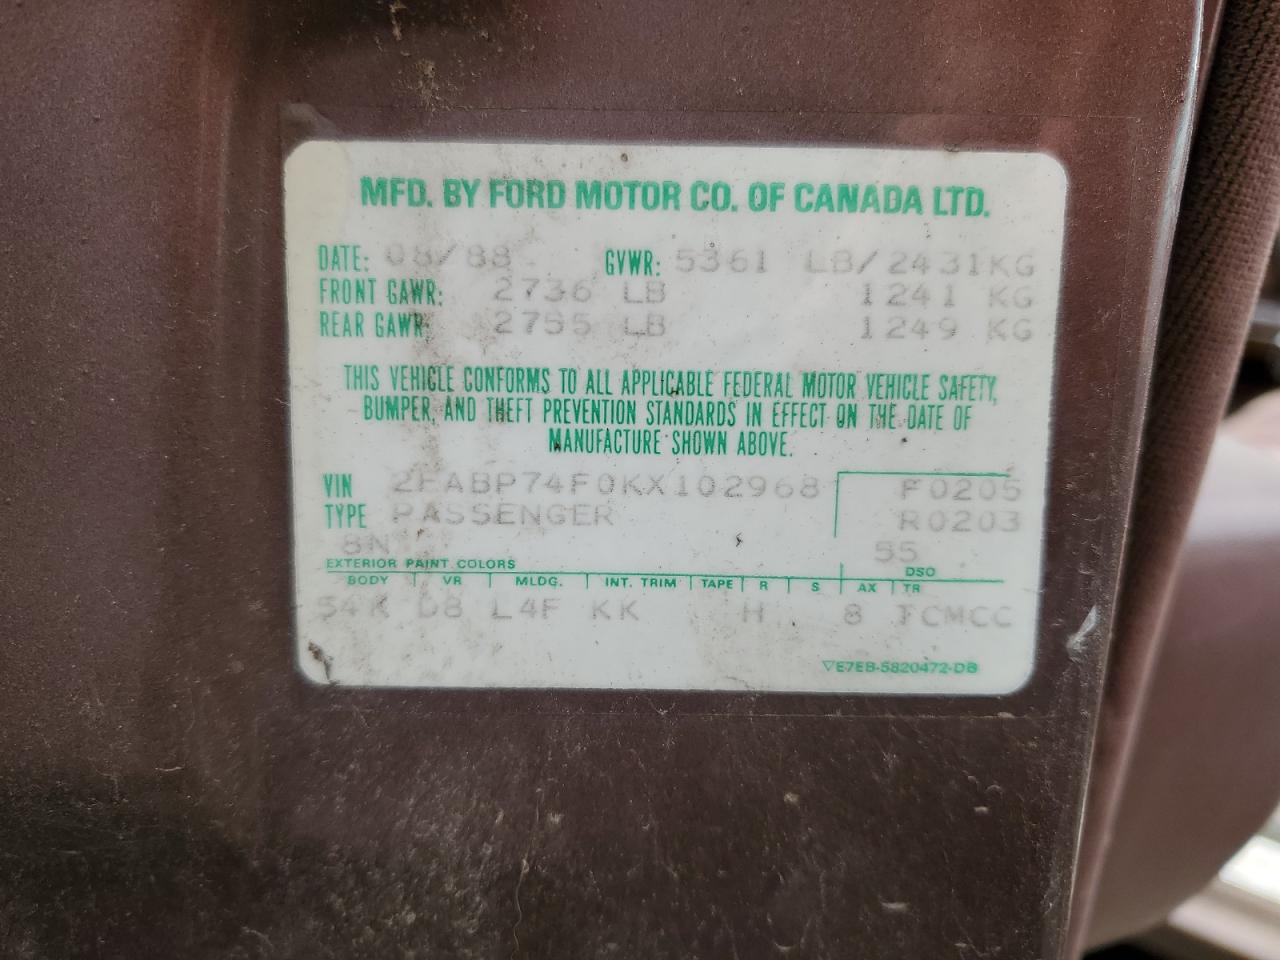 MFD. BY FORD MOTOR CO. OF CANADA LTD.
DATE: 08/88 GVWR: 5361 LB/2431KG
FRONT GAWR: 2736 LB 1241 KG
REAR GAWR: 2755 LB 1249 KG
THIS VEHICLE CONFORMS TO ALL APPLICABLE FEDERAL MOTOR VEHICLE SAFETY,
BUMPER, AND THEFT PREVENTION STANDARDS IN EFFECT ON THE DATE OF
MANUFACTURE SHOWN ABOVE.
VIN 2FABP74F0KX102968 F0205
TYPE PASSENGER R0203
8N 55
EXTERIOR PAINT COLORS DSO
BODY VR MLDG. INT. TRIM TAPE R S AX TR
54K D8 L4F KK H 8 TCMCC
▽E7EB-5820472-DB